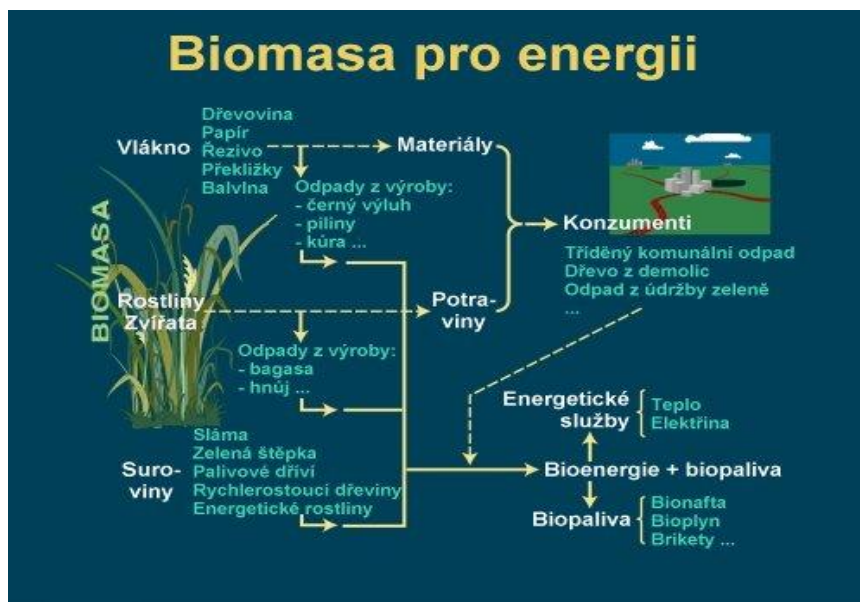 Biomasa pro energii
BIOMASA
Vlákno
Dřevovina
Papír
Řezivo
Překližky
Balvlna
Materiály
Odpady z výroby:
- černý výluh
- piliny
- kůra ...
Konzumenti
Tříděný komunální odpad
Dřevo z demolic
Odpad z údržby zeleně
...
Rostliny
Zvířata
Potra-
viny
Odpady z výroby:
- bagasa
- hnůj ...
Suro-
viny
Sláma
Zelená štěpka
Palivové dříví
Rychlerostoucí dřeviny
Energetické rostliny
Energetické
služby
Teplo
Elektřina
Bioenergie + biopaliva
Biopaliva
Bionafta
Bioplyn
Brikety ...